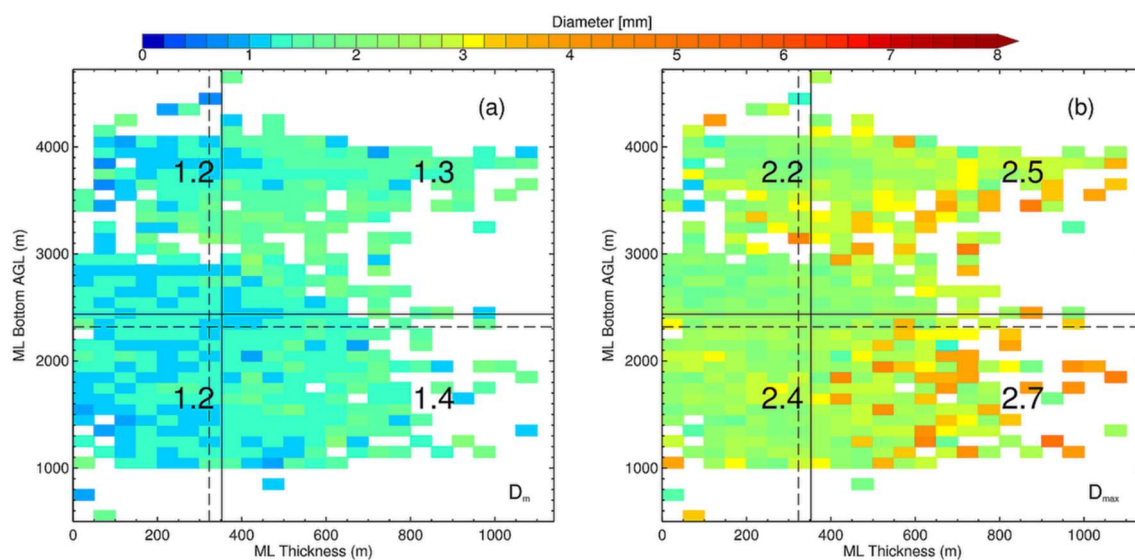 Diameter [mm]
0 1 2 3 4 5 6 7 8
(a) (b)
4000 4000
1.2 1.3 2.2 2.5
3000 3000
ML Bottom AGL (m) ML Bottom AGL (m)
2000 2000
1.2 1.4 2.4 2.7
1000 1000
Dm Dmax
0 200 400 600 800 1000 0 200 400 600 800 1000
ML Thickness (m) ML Thickness (m)